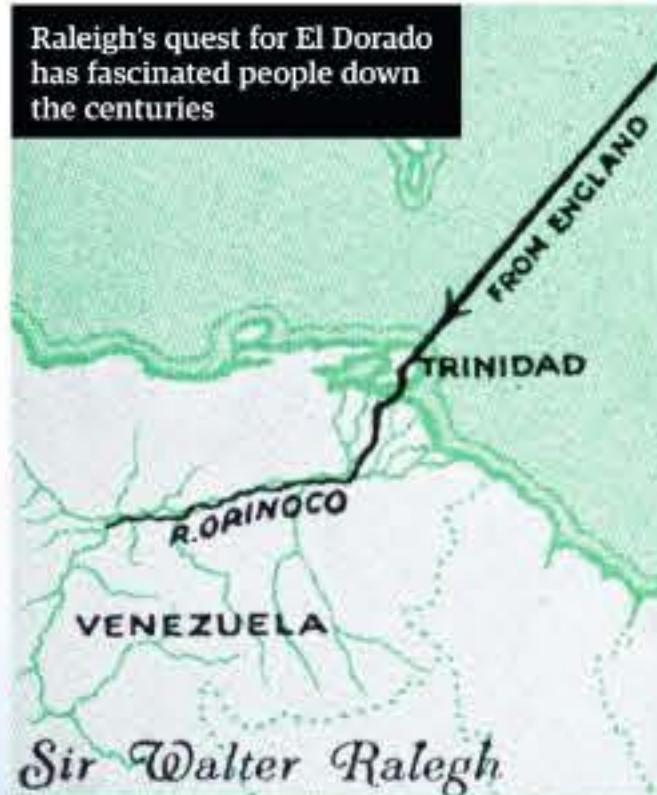 Raleigh's quest for El Dorado
has fascinated people down
the centuries
FROM ENGLAND
TRINIDAD
R. ORINOCO
VENEZUELA
Sir Walter Ralegh